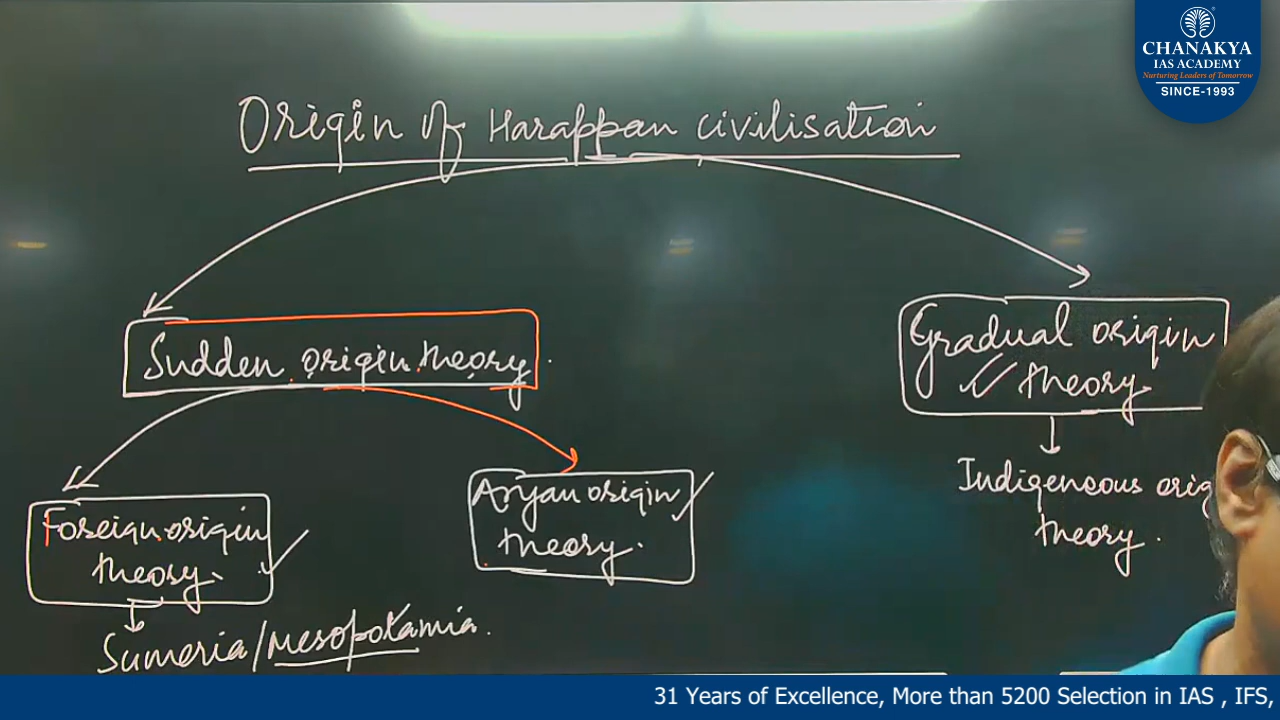 CHANAKYA
IAS ACADEMY
Nurturing Leaders of Tomorrow
SINCE-1993
Origin of Harappan civilisation
Sudden origin theory.
Gradual origin
theory.
Foreign origin
theory.
Aryan origin
theory.
Indigeneous orig
theory.
Sumeria/Mesopotamia.
31 Years of Excellence, More than 5200 Selection in IAS , IFS,